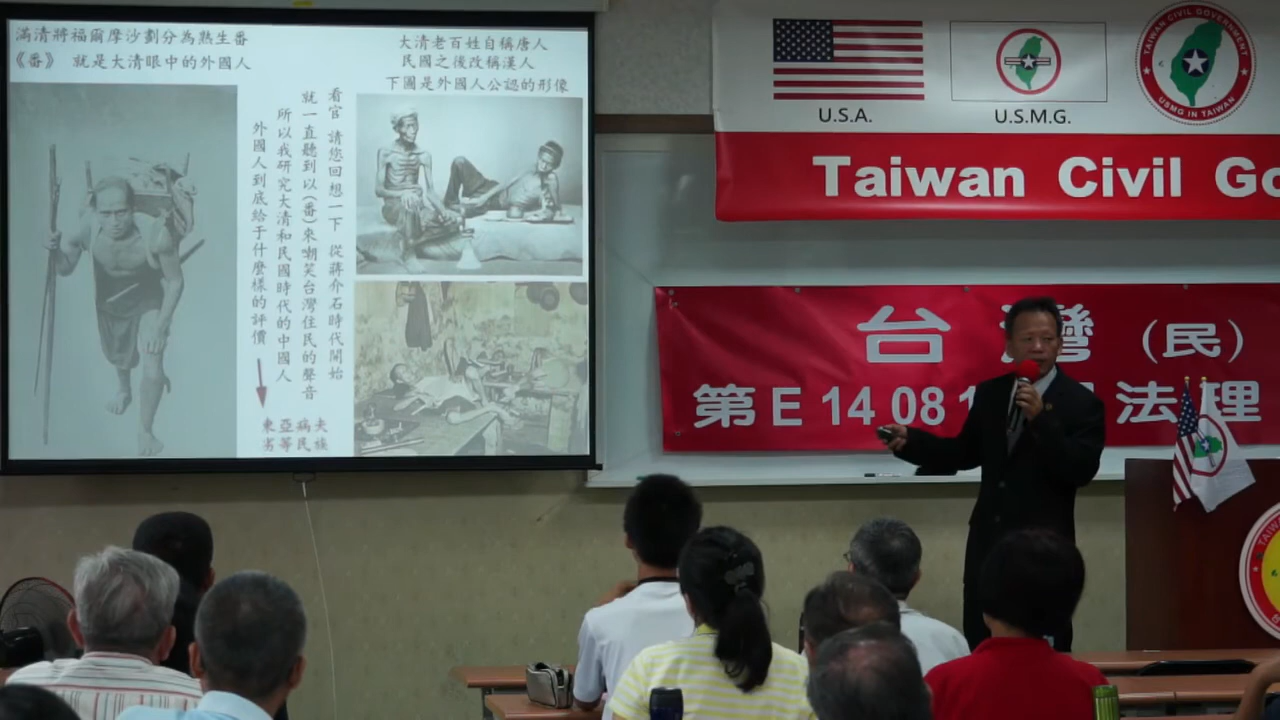 滿清將福爾摩沙劃分為熟生番
《番》 就是大清眼中的外國人
大清老百姓自稱唐人
民國之後改稱漢人
下圖是外國人公認的形像
看官 請您回想一下 從蔣介石時代開始
就一直聽到以(番)來嘲笑台灣住民的聲音
所以我研究大清和民國時代的中國人
外國人到底給于什麼樣的評價
東亞病夫
劣等民族
U.S.A.
U.S.M.G.
TAIWAN CIVIL GOVERNMENT
USMG IN TAIWAN
Taiwan Civil Go
台灣(民)
第E 14 08 1
法理